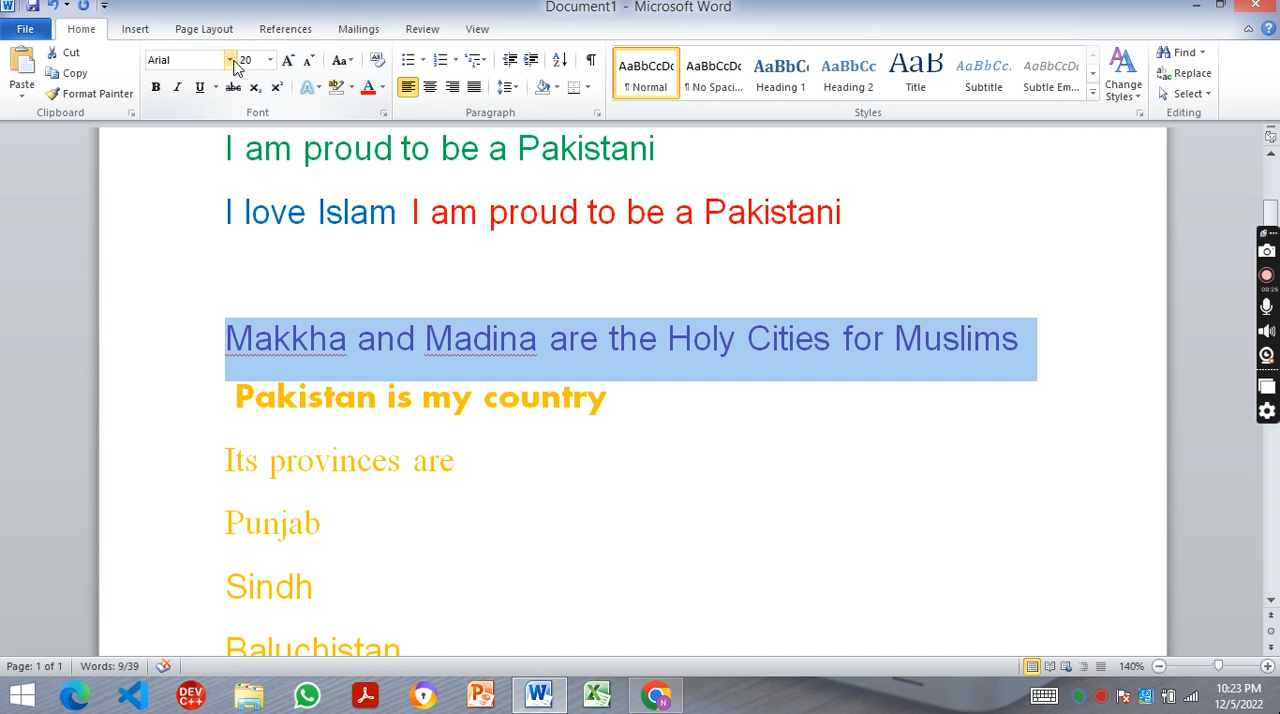 Document1 - Microsoft Word
File Home Insert Page Layout References Mailings Review View
Cut
Copy
Format Painter
Paste
Clipboard
Arial 20
Font
Paragraph
AaBbCcDc AaBbCcDc AaBbC AaBbCc AaB AaBbCc. AaBbCcDc
¶ Normal ¶ No Spaci... Heading 1 Heading 2 Title Subtitle Subtle Em...
Change Styles
Styles
Find
Replace
Select
Editing
I am proud to be a Pakistani
I love Islam I am proud to be a Pakistani
Makkha and Madina are the Holy Cities for Muslims
Pakistan is my country
Its provinces are
Punjab
Sindh
Baluchistan
Page: 1 of 1 Words: 9/39 140%
DEV C++
10:23 PM
12/5/2022